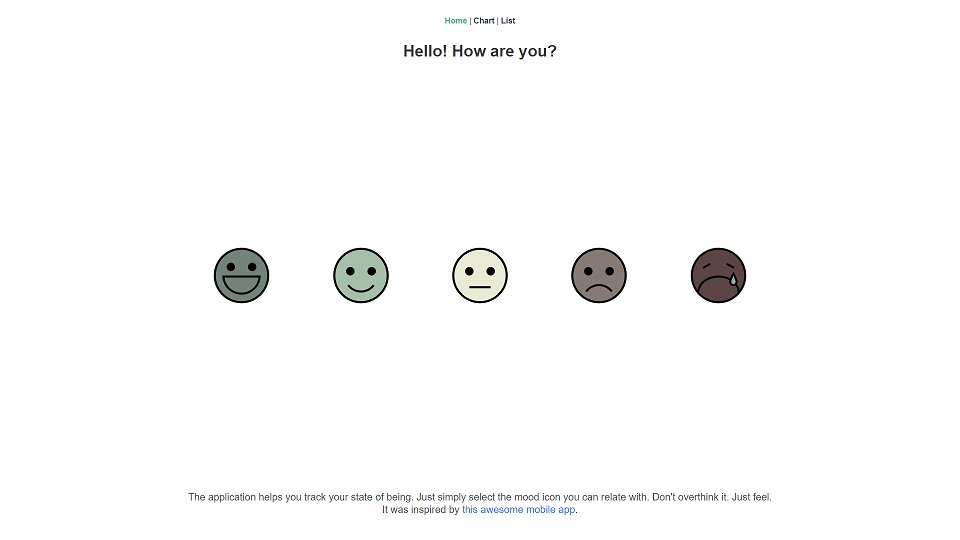 Home | Chart | List
Hello! How are you?
The application helps you track your state of being. Just simply select the mood icon you can relate with. Don't overthink it. Just feel.
It was inspired by this awesome mobile app.